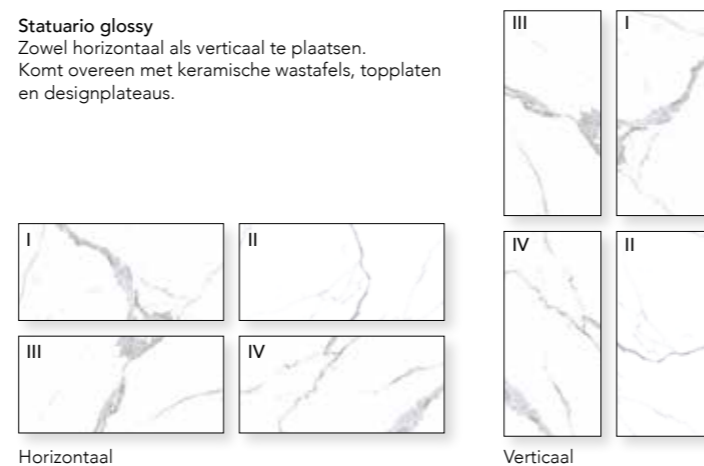 Statuario glossy
Zowel horizontaal als verticaal te plaatsen.
Komt overeen met keramische wastafels, topplaten
en designplateaus.
I
II
III
IV
Horizontaal
III
I
IV
II
Verticaal